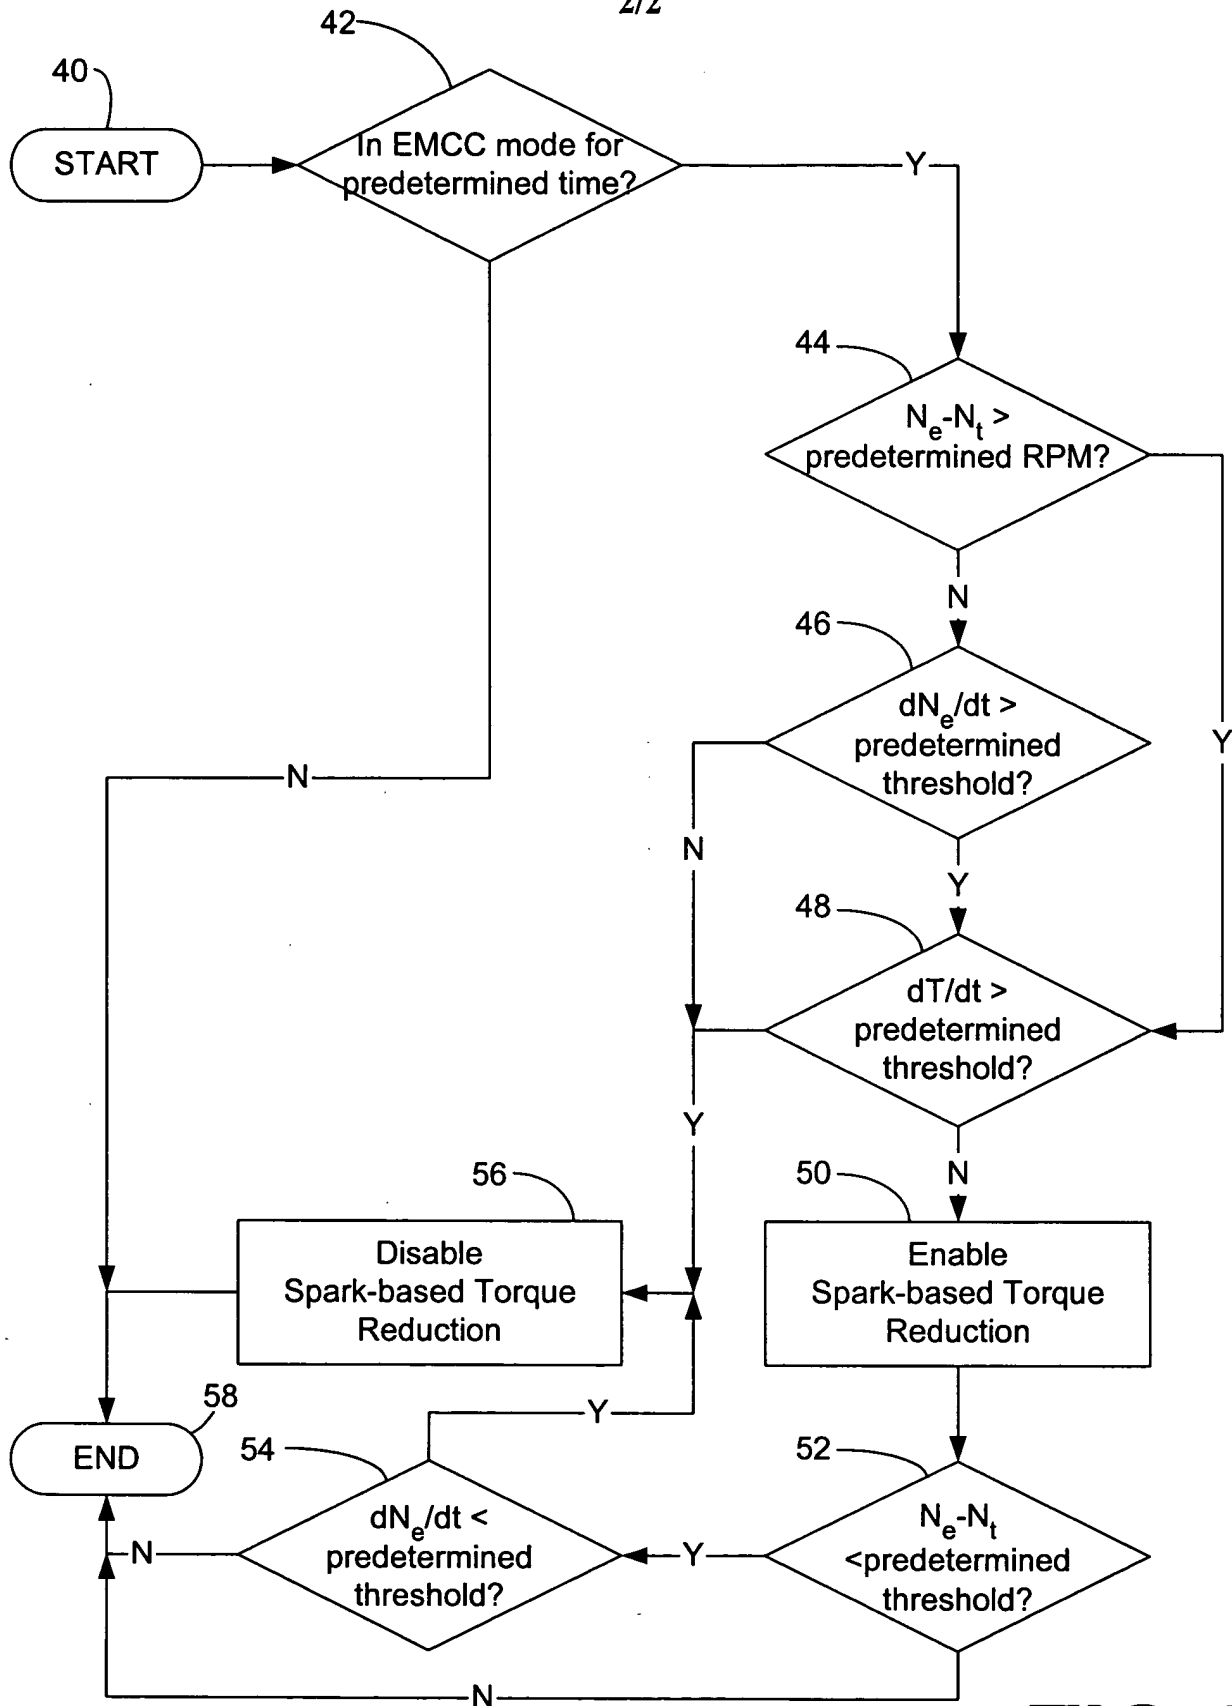 2/2
42
40
START
In EMCC mode for
predetermined time?
Y
44
Nₑ-Nₜ >
predetermined RPM?
N
46
dNₑ/dt >
predetermined
threshold?
Y
N
N
Y
48
dT/dt >
predetermined
threshold?
Y
N
56
50
Disable
Spark-based Torque
Reduction
Enable
Spark-based Torque
Reduction
58
END
Y
54
52
dNₑ/dt <
predetermined
threshold?
Nₑ-Nₜ
<predetermined
threshold?
N
Y
N